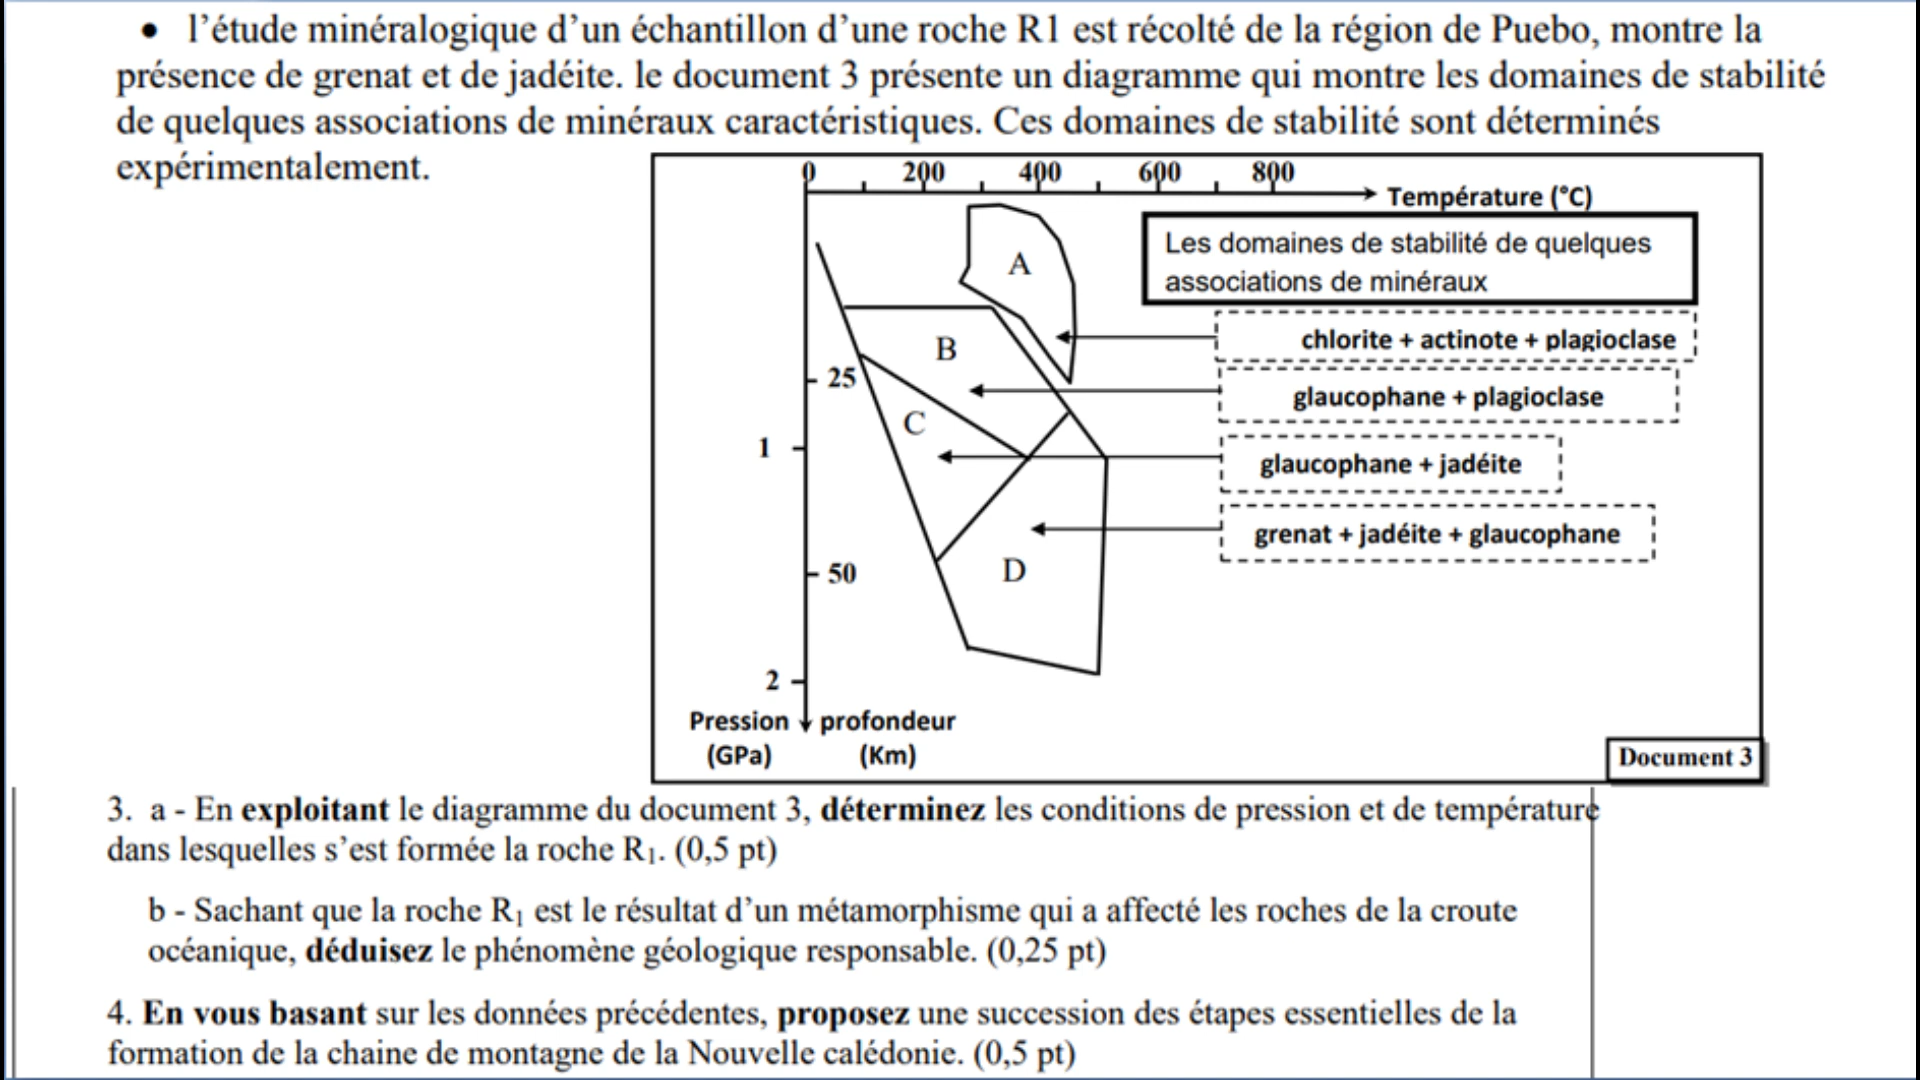 • l’étude minéralogique d’un échantillon d’une roche R1 est récolté de la région de Puebo, montre la
présence de grenat et de jadéite. le document 3 présente un diagramme qui montre les domaines de stabilité
de quelques associations de minéraux caractéristiques. Ces domaines de stabilité sont déterminés
expérimentalement.
0 200 400 600 800
Température (°C)
Les domaines de stabilité de quelques
associations de minéraux
A
chlorite + actinote + plagioclase
B
25
glaucophane + plagioclase
C
1
glaucophane + jadéite
grenat + jadéite + glaucophane
50
D
2
Pression profondeur
(GPa) (Km)
Document 3
3. a - En exploitant le diagramme du document 3, déterminez les conditions de pression et de température
dans lesquelles s’est formée la roche R₁. (0,5 pt)
b - Sachant que la roche R₁ est le résultat d’un métamorphisme qui a affecté les roches de la croute
océanique, déduisez le phénomène géologique responsable. (0,25 pt)
4. En vous basant sur les données précédentes, proposez une succession des étapes essentielles de la
formation de la chaine de montagne de la Nouvelle calédonie. (0,5 pt)